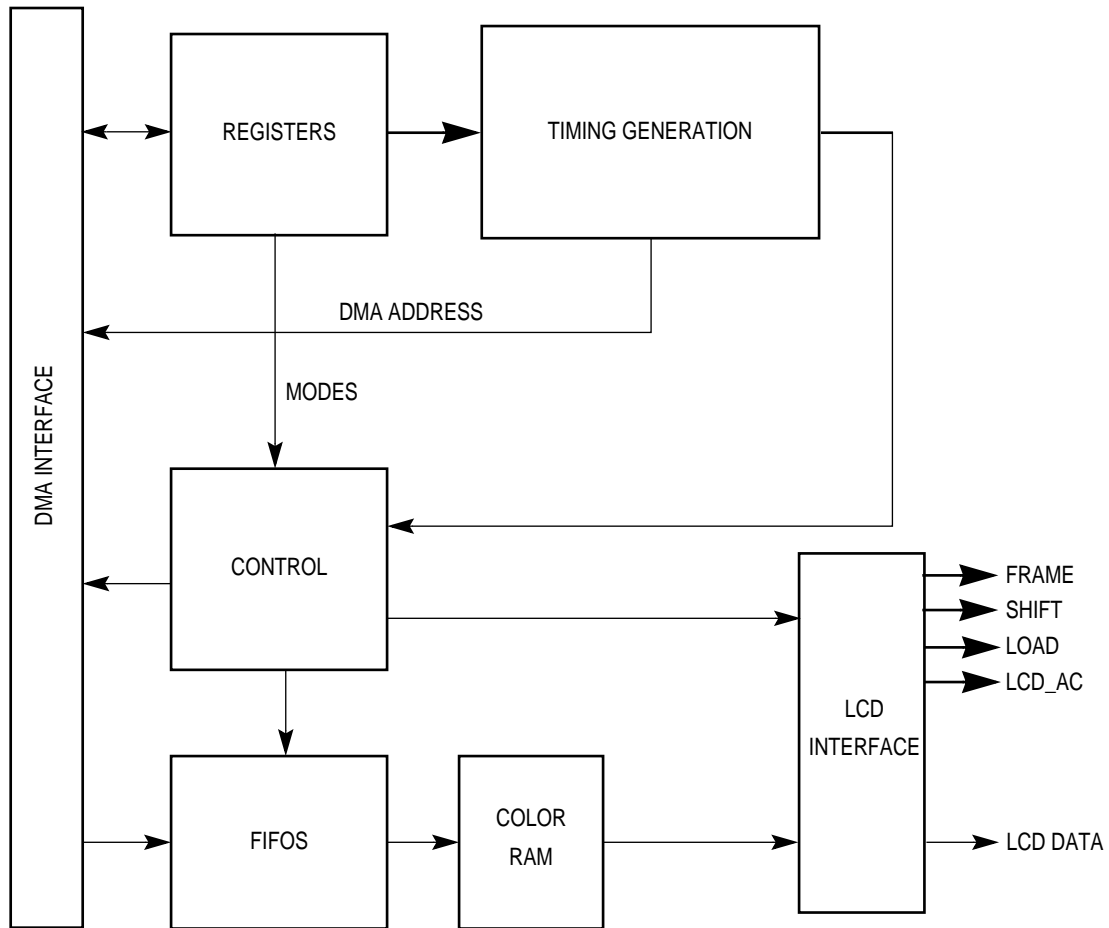 REGISTERS
TIMING GENERATION
DMA ADDRESS
MODES
DMA INTERFACE
CONTROL
FRAME
SHIFT
LOAD
LCD_AC
LCD
INTERFACE
FIFOS
COLOR
RAM
LCD DATA